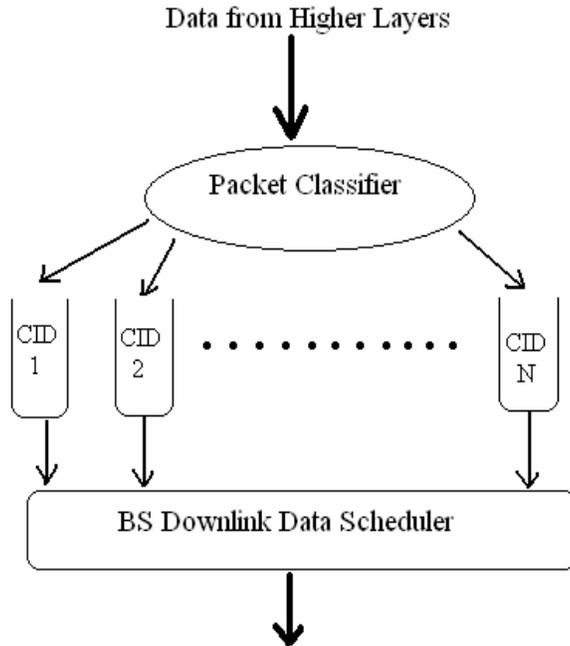 Data from Higher Layers
Packet Classifier
CID
1
CID
2
CID
N
BS Downlink Data Scheduler